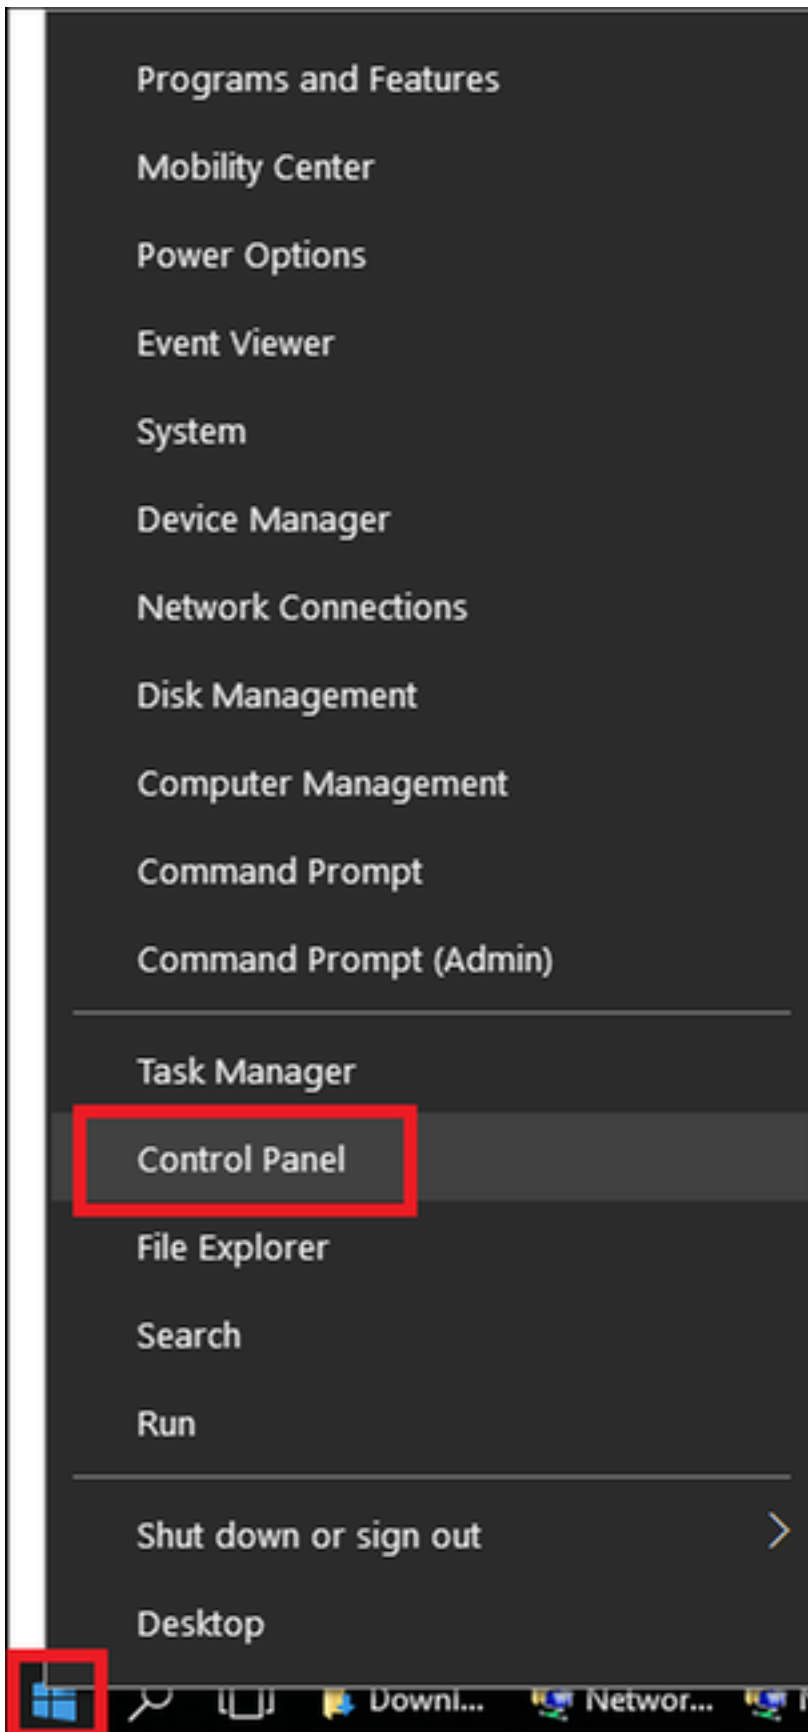 Programs and Features
Mobility Center
Power Options
Event Viewer
System
Device Manager
Network Connections
Disk Management
Computer Management
Command Prompt
Command Prompt (Admin)
Task Manager
Control Panel
File Explorer
Search
Run
Shut down or sign out
Desktop
Downl... Networ...